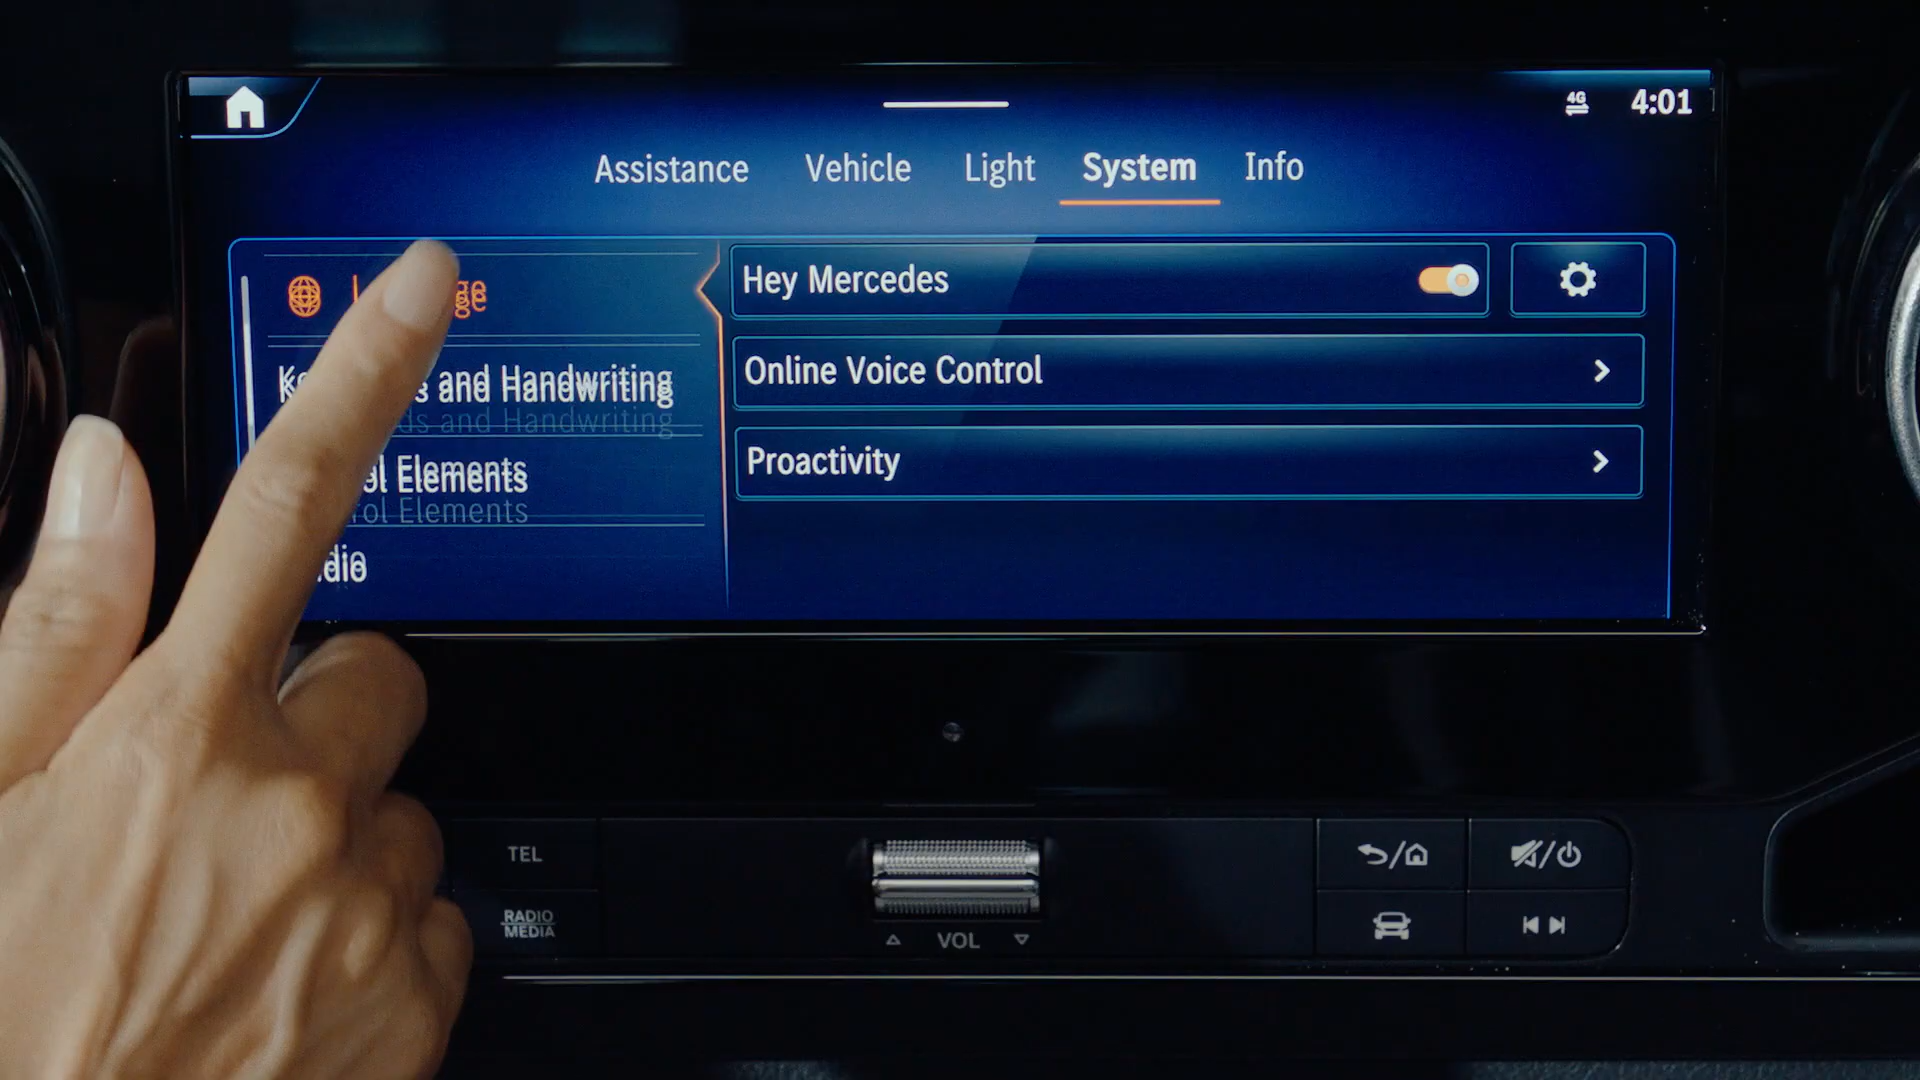 4G 4:01
Assistance Vehicle Light System Info
Hey Mercedes
and Handwriting
Online Voice Control
Elements
Proactivity
TEL
RADIO
MEDIA
VOL